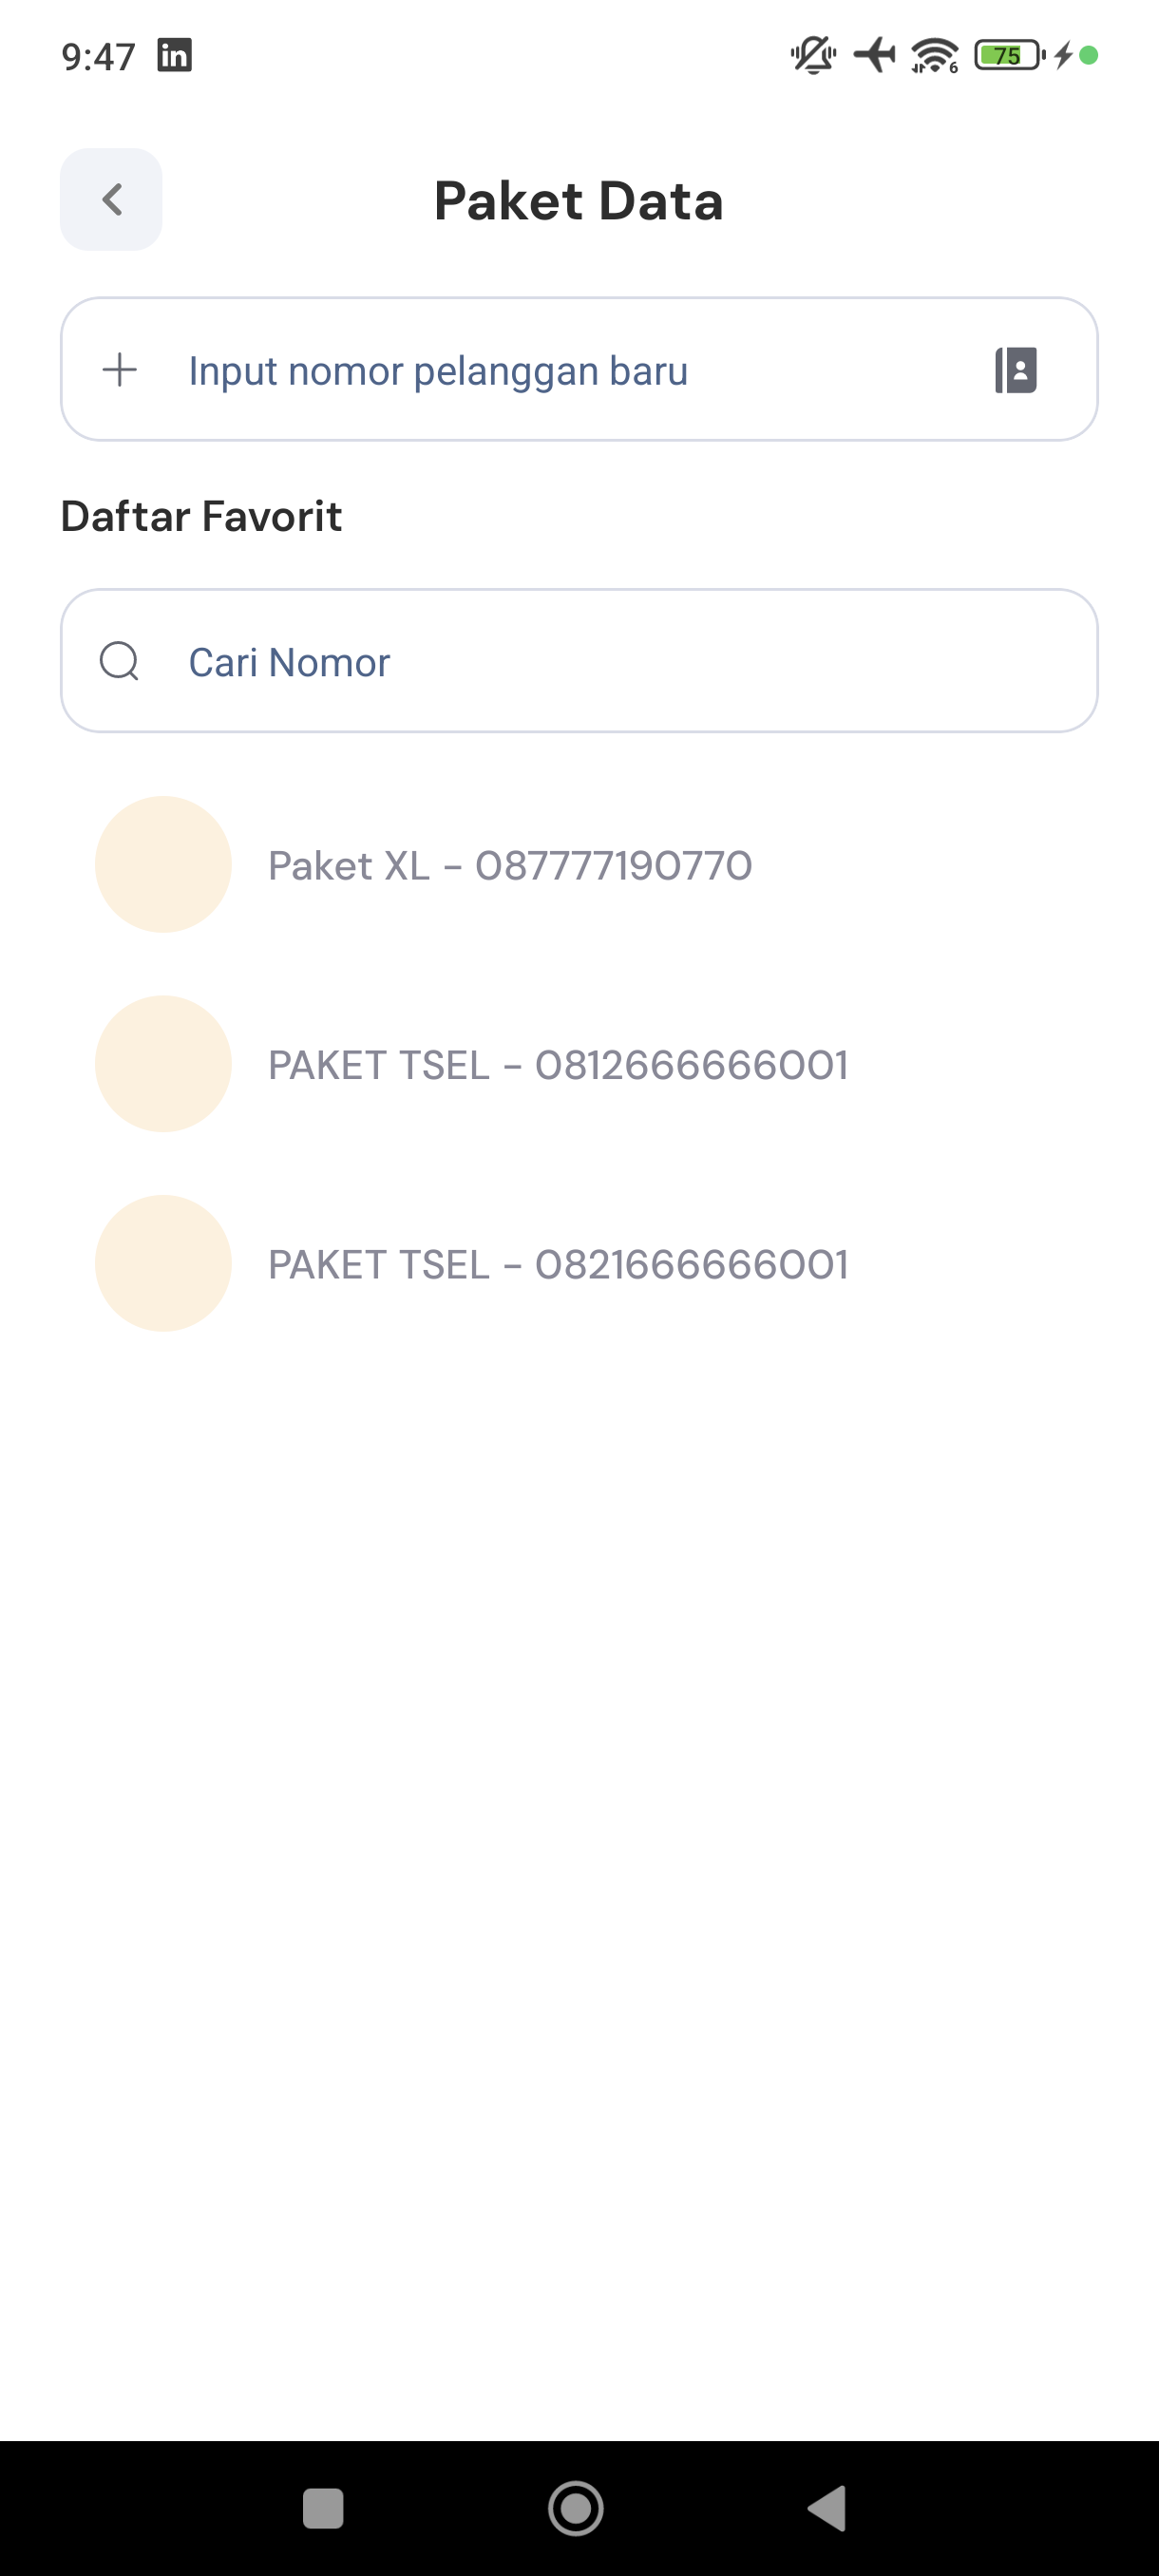 9:47
6
75
Paket Data
Input nomor pelanggan baru
Daftar Favorit
Cari Nomor
Paket XL - 087777190770
PAKET TSEL - 0812666666001
PAKET TSEL - 0821666666001